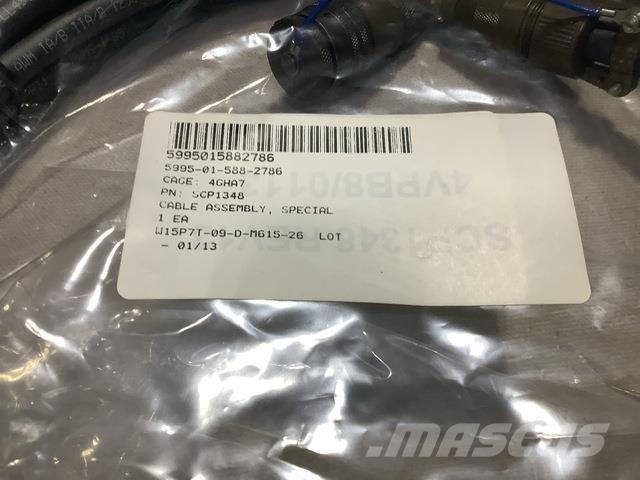 5995015882786
5995-01-588-2786
CAGE: 4GHA7
PN: SCP1348
CABLE ASSEMBLY, SPECIAL
1 EA
W15P7T-09-D-M615-26 LOT
- 01/13
MASCUS